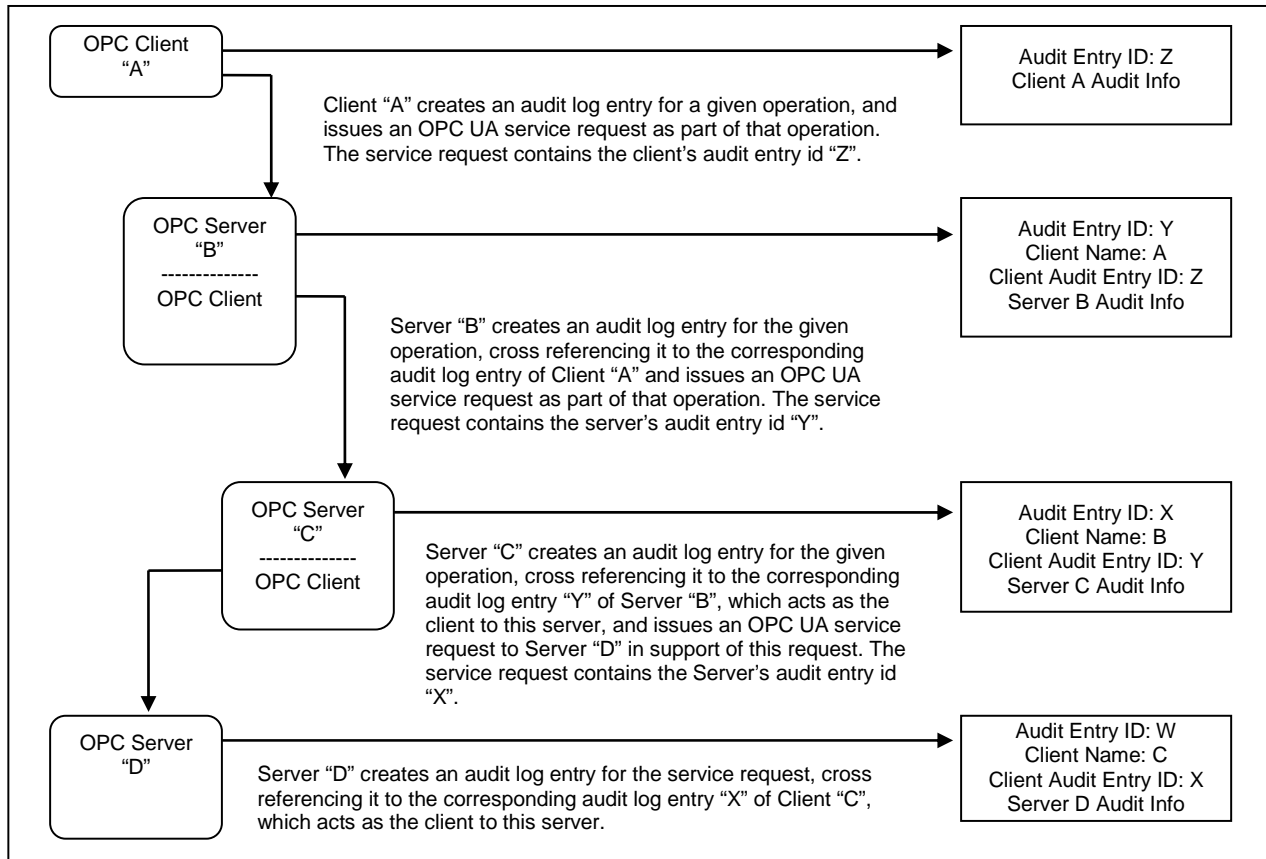 OPC Client
“A”
Audit Entry ID: Z
Client A Audit Info
Client “A” creates an audit log entry for a given operation, and
issues an OPC UA service request as part of that operation.
The service request contains the client’s audit entry id “Z”.
OPC Server
“B”
--------------
OPC Client
Audit Entry ID: Y
Client Name: A
Client Audit Entry ID: Z
Server B Audit Info
Server “B” creates an audit log entry for the given
operation, cross referencing it to the corresponding
audit log entry of Client “A” and issues an OPC UA
service request as part of that operation. The service
request contains the server’s audit entry id “Y”.
OPC Server
“C”
--------------
OPC Client
Audit Entry ID: X
Client Name: B
Client Audit Entry ID: Y
Server C Audit Info
Server “C” creates an audit log entry for the given
operation, cross referencing it to the corresponding
audit log entry “Y” of Server “B”, which acts as the
client to this server, and issues an OPC UA service
request to Server “D” in support of this request. The
service request contains the Server’s audit entry id
“X”.
OPC Server
“D”
Audit Entry ID: W
Client Name: C
Client Audit Entry ID: X
Server D Audit Info
Server “D” creates an audit log entry for the service request, cross
referencing it to the corresponding audit log entry “X” of Client “C”,
which acts as the client to this server.